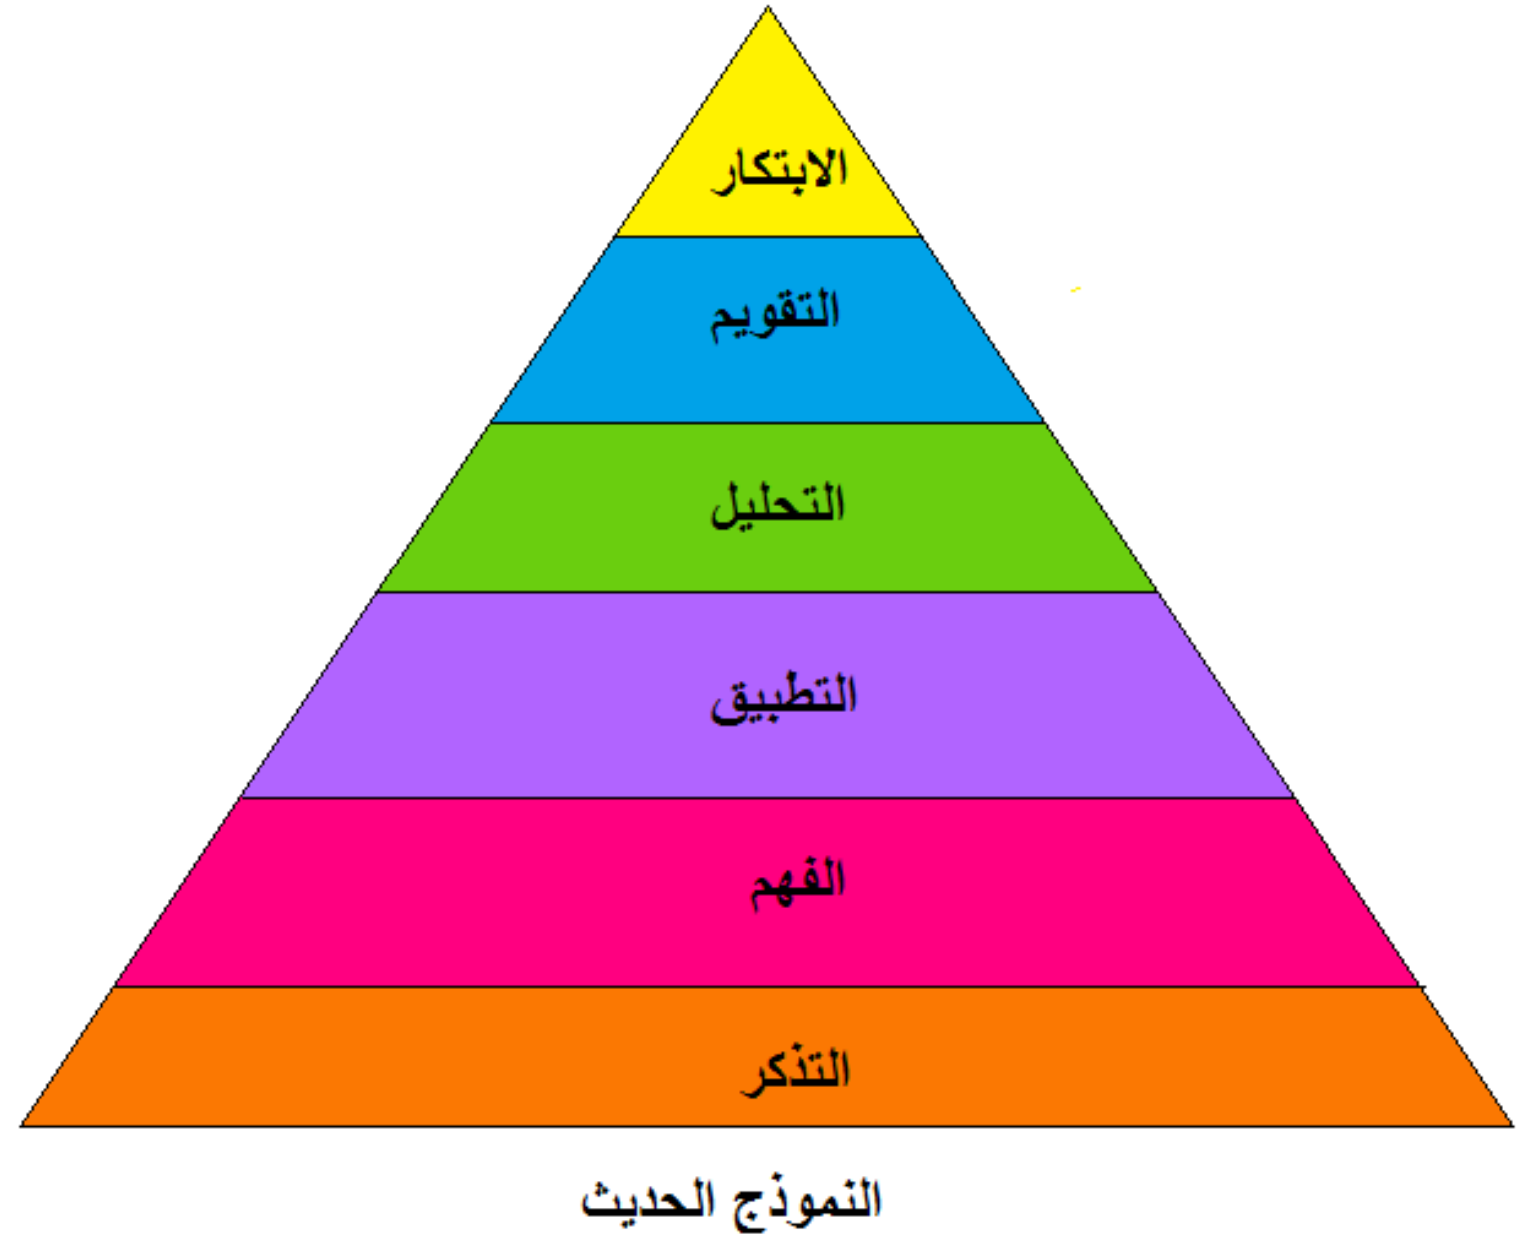 الابتكار
التقويم
التحليل
التطبيق
الفهم
التذكر
النموذج الحديث